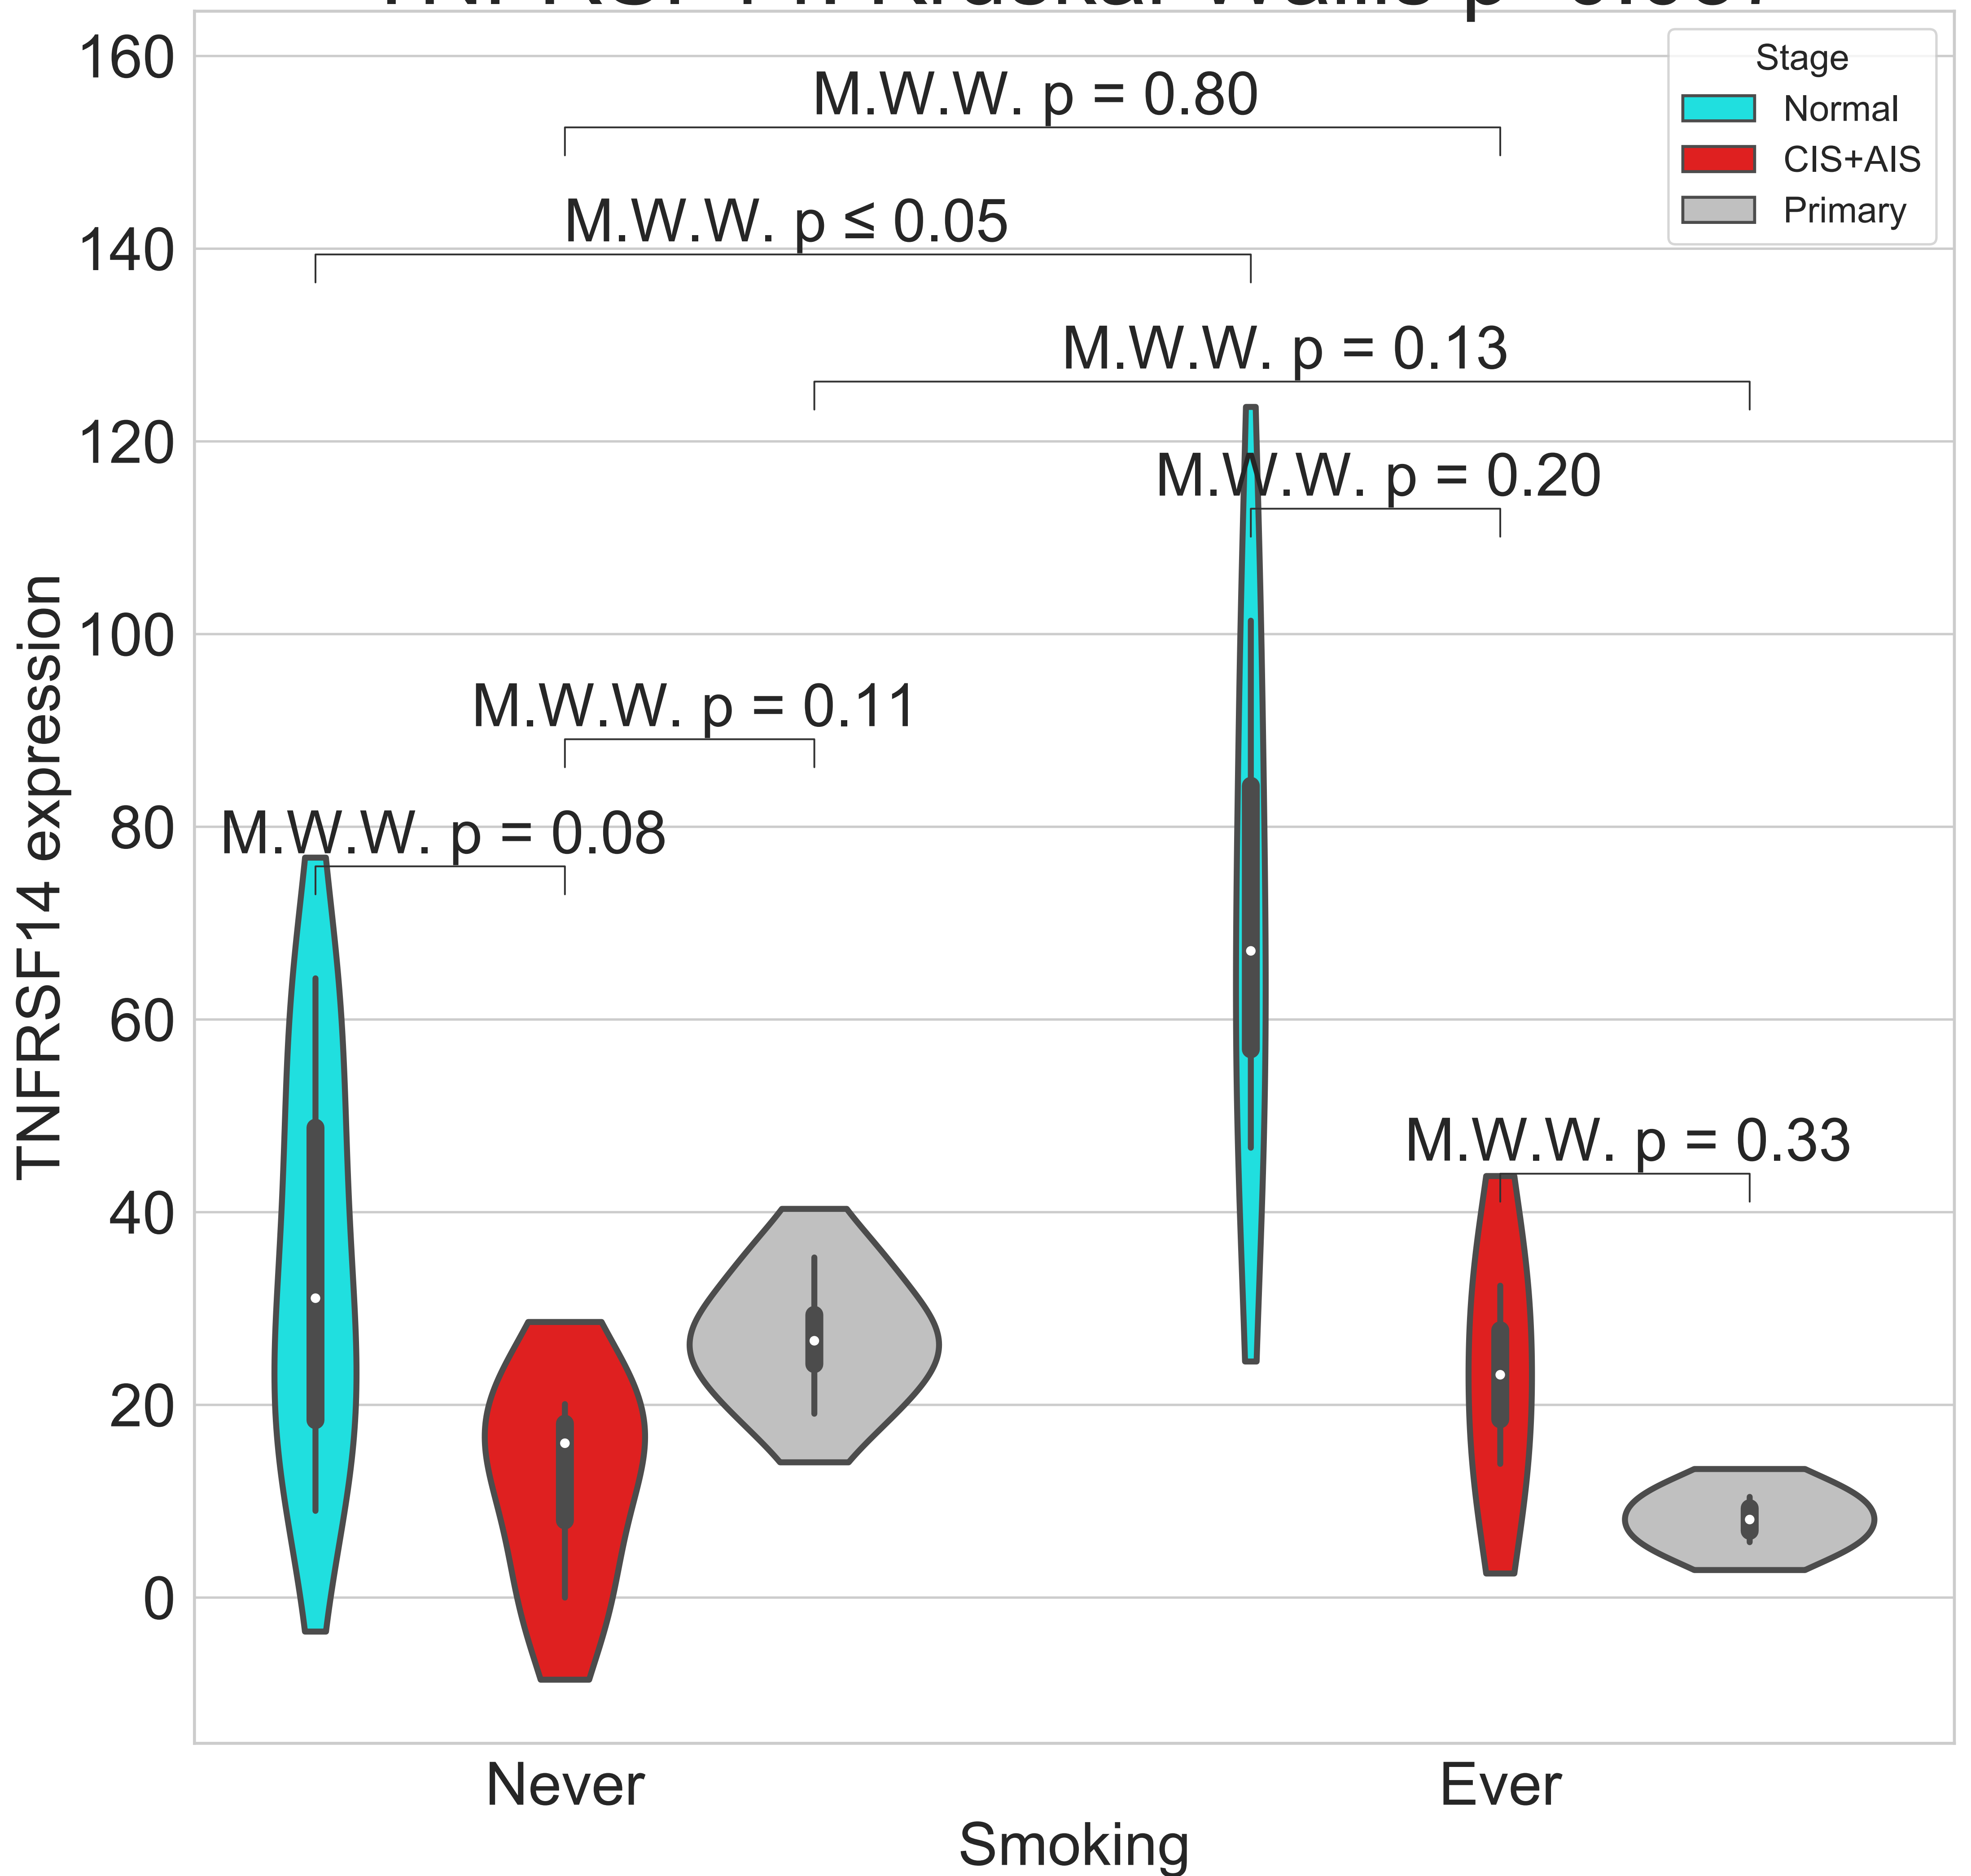 160
140
120
100
80
60
40
20
0
TNFRSF14 expression
Stage
Normal
CIS+AIS
Primary
M.W.W. p = 0.80
M.W.W. p ≤ 0.05
M.W.W. p = 0.13
M.W.W. p = 0.20
M.W.W. p = 0.11
M.W.W. p = 0.08
M.W.W. p = 0.33
Never
Ever
Smoking